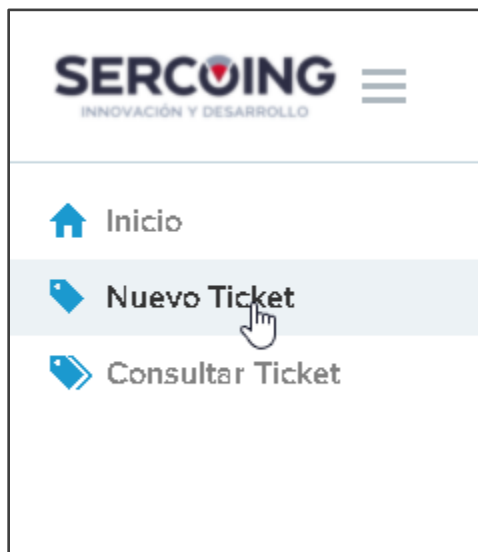 SERCOING
INNOVACIÓN Y DESARROLLO
Inicio
Nuevo Ticket
Consultar Ticket